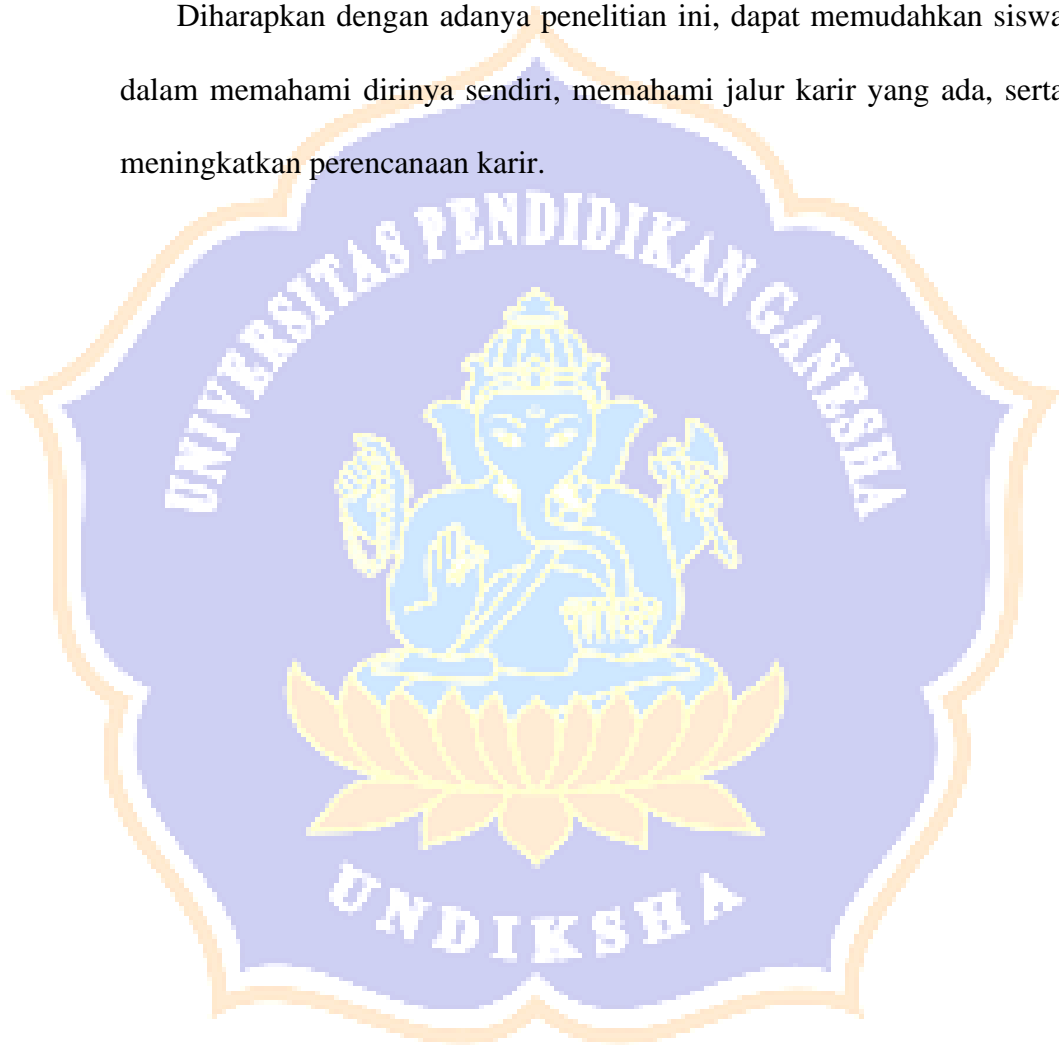 Diharapkan dengan adanya penelitian ini, dapat memudahkan siswa
dalam memahami dirinya sendiri, memahami jalur karir yang ada, serta
meningkatkan perencanaan karir.
UNIVERSITAS PENDIDIKAN GANESHA
UNDIKSHA